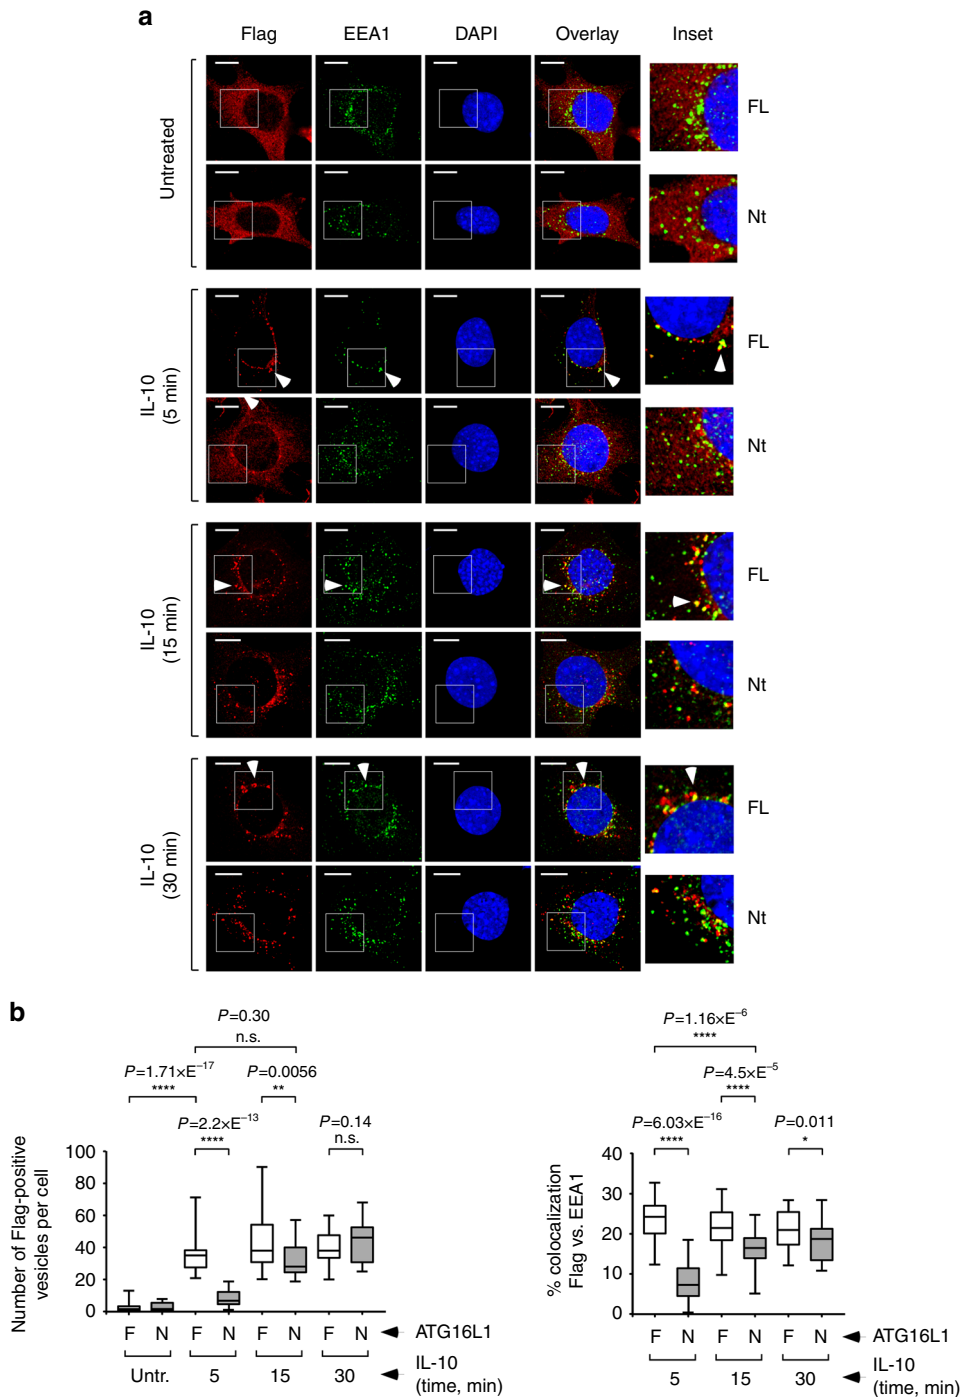 a
Flag EEA1 DAPI Overlay Inset
Untreated
FL
Nt
IL-10
(5 min)
FL
Nt
IL-10
(15 min)
FL
Nt
IL-10
(30 min)
FL
Nt
b
P=0.30
n.s.
P=1.71×E⁻¹⁷
****
P=0.0056
**
P=2.2×E⁻¹³
****
P=0.14
n.s.
Number of Flag-positive
vesicles per cell
100
80
60
40
20
0
F N F N F N F N
ATG16L1
Untr. 5 15 30
IL-10
(time, min)
P=1.16×E⁻⁶
****
P=4.5×E⁻⁵
****
P=6.03×E⁻¹⁶
****
P=0.011
*
% colocalization
Flag vs. EEA1
40
30
20
10
0
F N F N F N
ATG16L1
5 15 30
IL-10
(time, min)